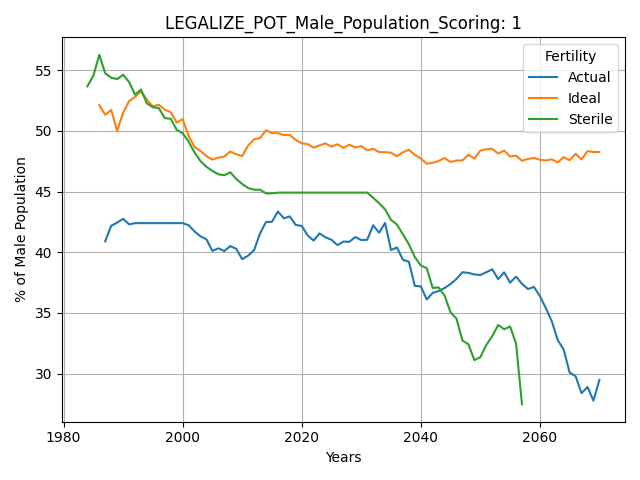 LEGALIZE_POT_Male_Population_Scoring: 1
% of Male Population
55
50
45
40
35
30
1980
2000
2020
2040
2060
Years
Fertility
Actual
Ideal
Sterile